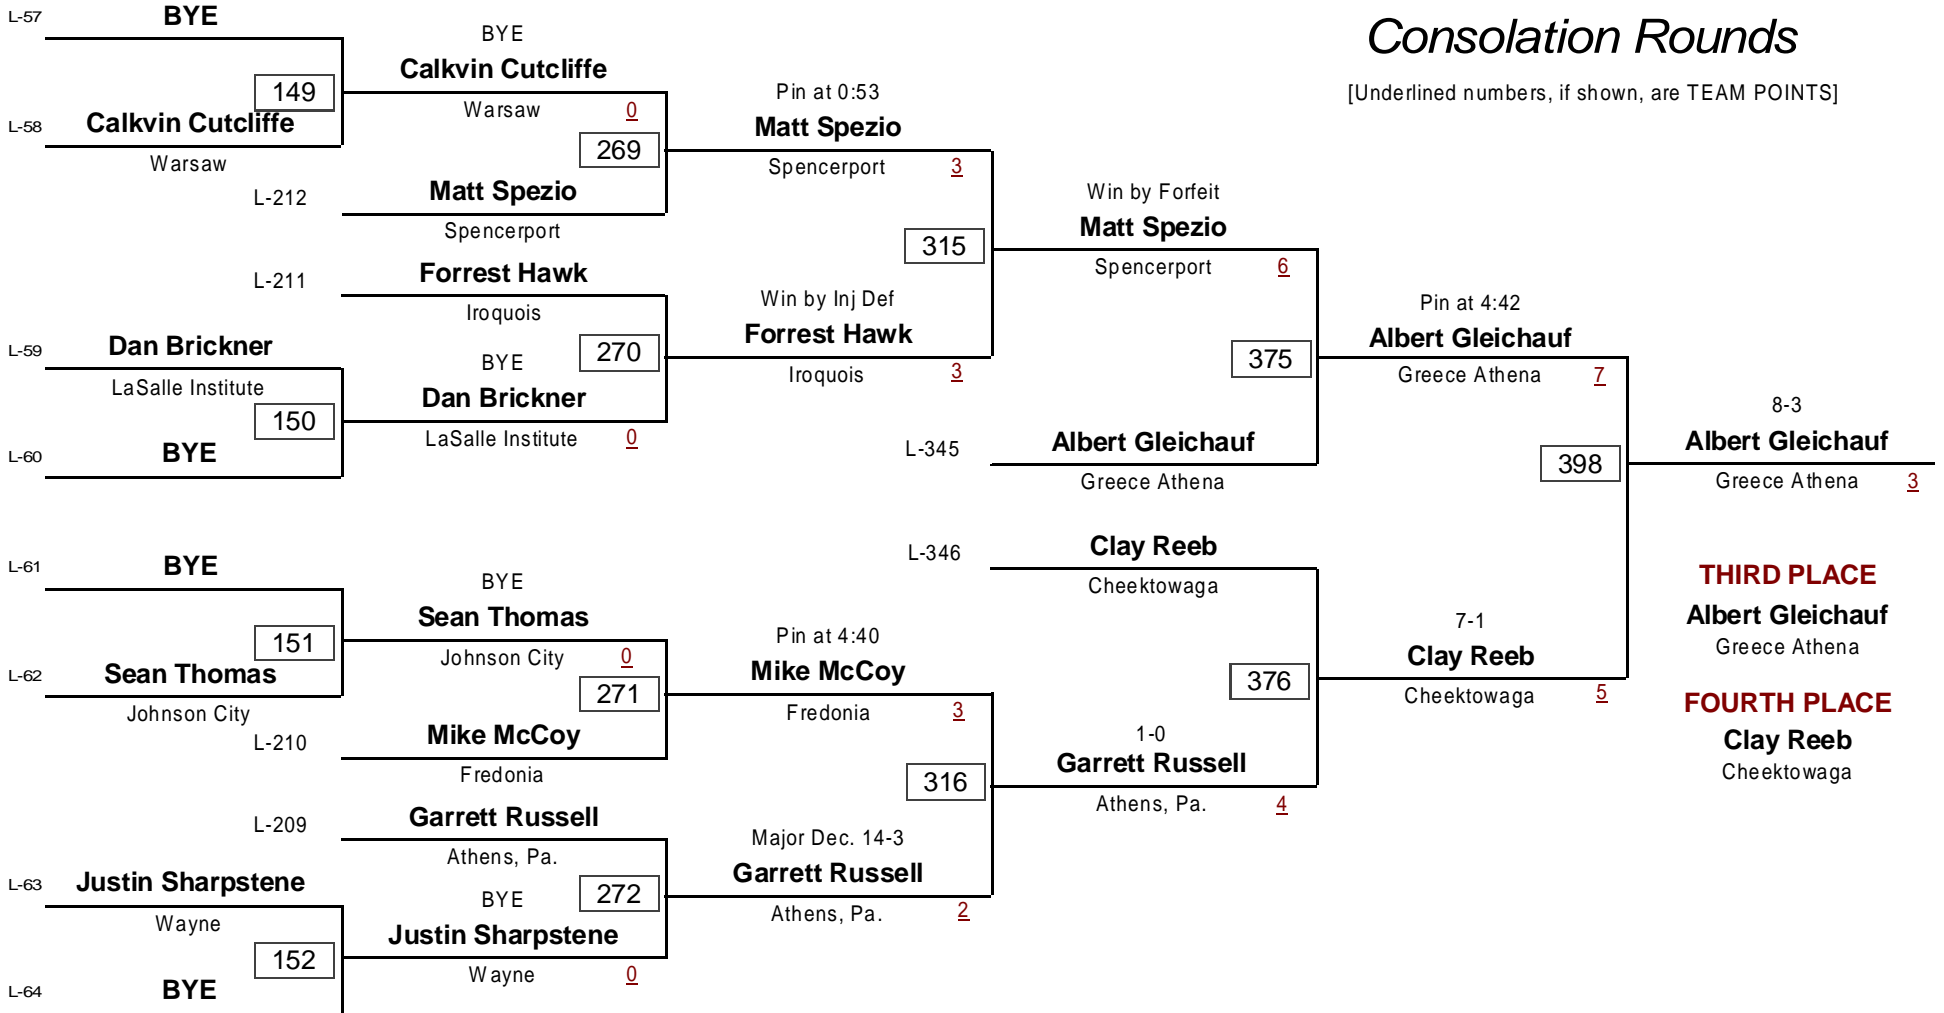 Consolation Rounds
[Underlined numbers, if shown, are TEAM POINTS]
L-57
BYE
149
L-58
Calkvin Cutcliffe
Warsaw
BYE
Calkvin Cutcliffe
Warsaw 0
269
L-212
Matt Spezio
Spencerport
Pin at 0:53
Matt Spezio
Spencerport 3
315
L-211
Forrest Hawk
Iroquois
270
L-59
Dan Brickner
LaSalle Institute
150
L-60
BYE
BYE
Dan Brickner
LaSalle Institute 0
Win by Inj Def
Forrest Hawk
Iroquois 3
Win by Forfeit
Matt Spezio
Spencerport 6
375
L-345
Albert Gleichauf
Greece Athena
Pin at 4:42
Albert Gleichauf
Greece Athena 7
398
8-3
Albert Gleichauf
Greece Athena 3
L-61
BYE
151
L-62
Sean Thomas
Johnson City
BYE
Sean Thomas
Johnson City 0
271
L-210
Mike McCoy
Fredonia
Pin at 4:40
Mike McCoy
Fredonia 3
316
L-209
Garrett Russell
Athens, Pa.
272
L-63
Justin Sharpstene
Wayne
152
L-64
BYE
BYE
Justin Sharpstene
Wayne 0
Major Dec. 14-3
Garrett Russell
Athens, Pa. 2
L-346
Clay Reeb
Cheektowaga
376
1-0
Garrett Russell
Athens, Pa. 4
7-1
Clay Reeb
Cheektowaga 5
THIRD PLACE
Albert Gleichauf
Greece Athena
FOURTH PLACE
Clay Reeb
Cheektowaga